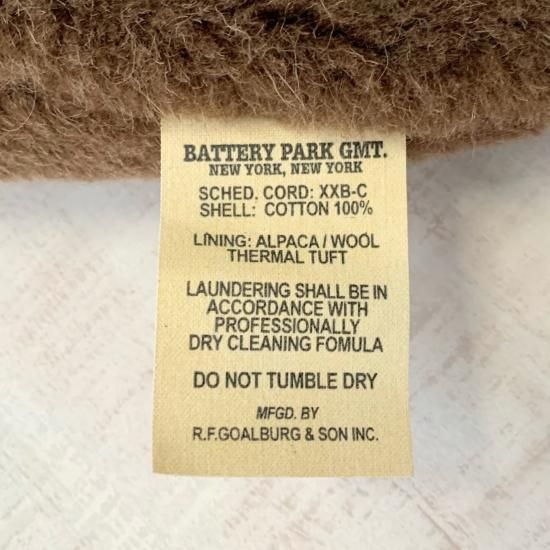 BATTERY PARK GMT.
NEW YORK, NEW YORK
SCHED. CORD: XXB-C
SHELL: COTTON 100%
LINING: ALPACA / WOOL
THERMAL TUFT
LAUNDERING SHALL BE IN
ACCORDANCE WITH
PROFESSIONALLY
DRY CLEANING FOMULA
DO NOT TUMBLE DRY
MFGD. BY
R.F.GOALBURG & SON INC.